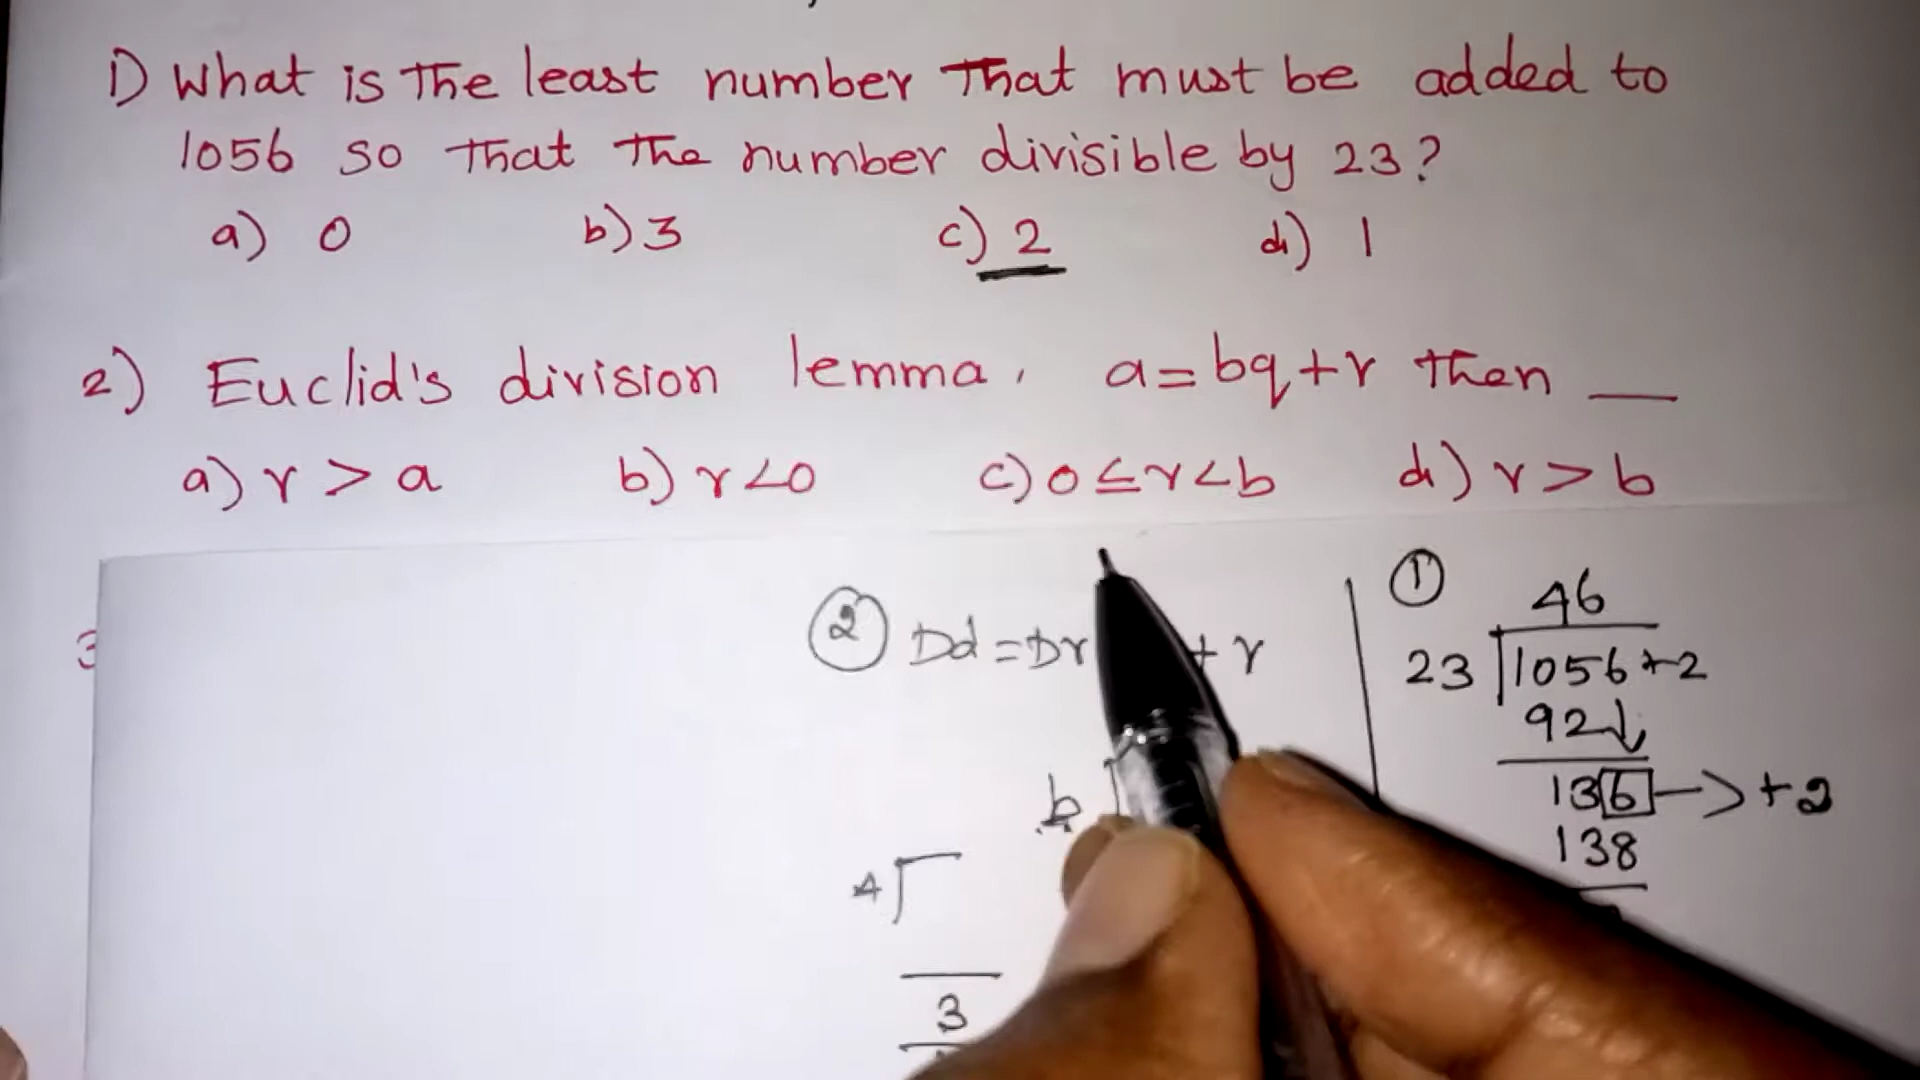 1) What is The least number That must be added to
1056 so that the number divisible by 23?
a) 0 b) 3 c) 2 d) 1
2) Euclid's division lemma, a=bq+r then __
a) r > a b) r <0 c) 0 ≤ r < b d) r > b
3
② Dd = Dr + r
b
4
3
①
46
23 1056+2
92↓
136 -> +2
138